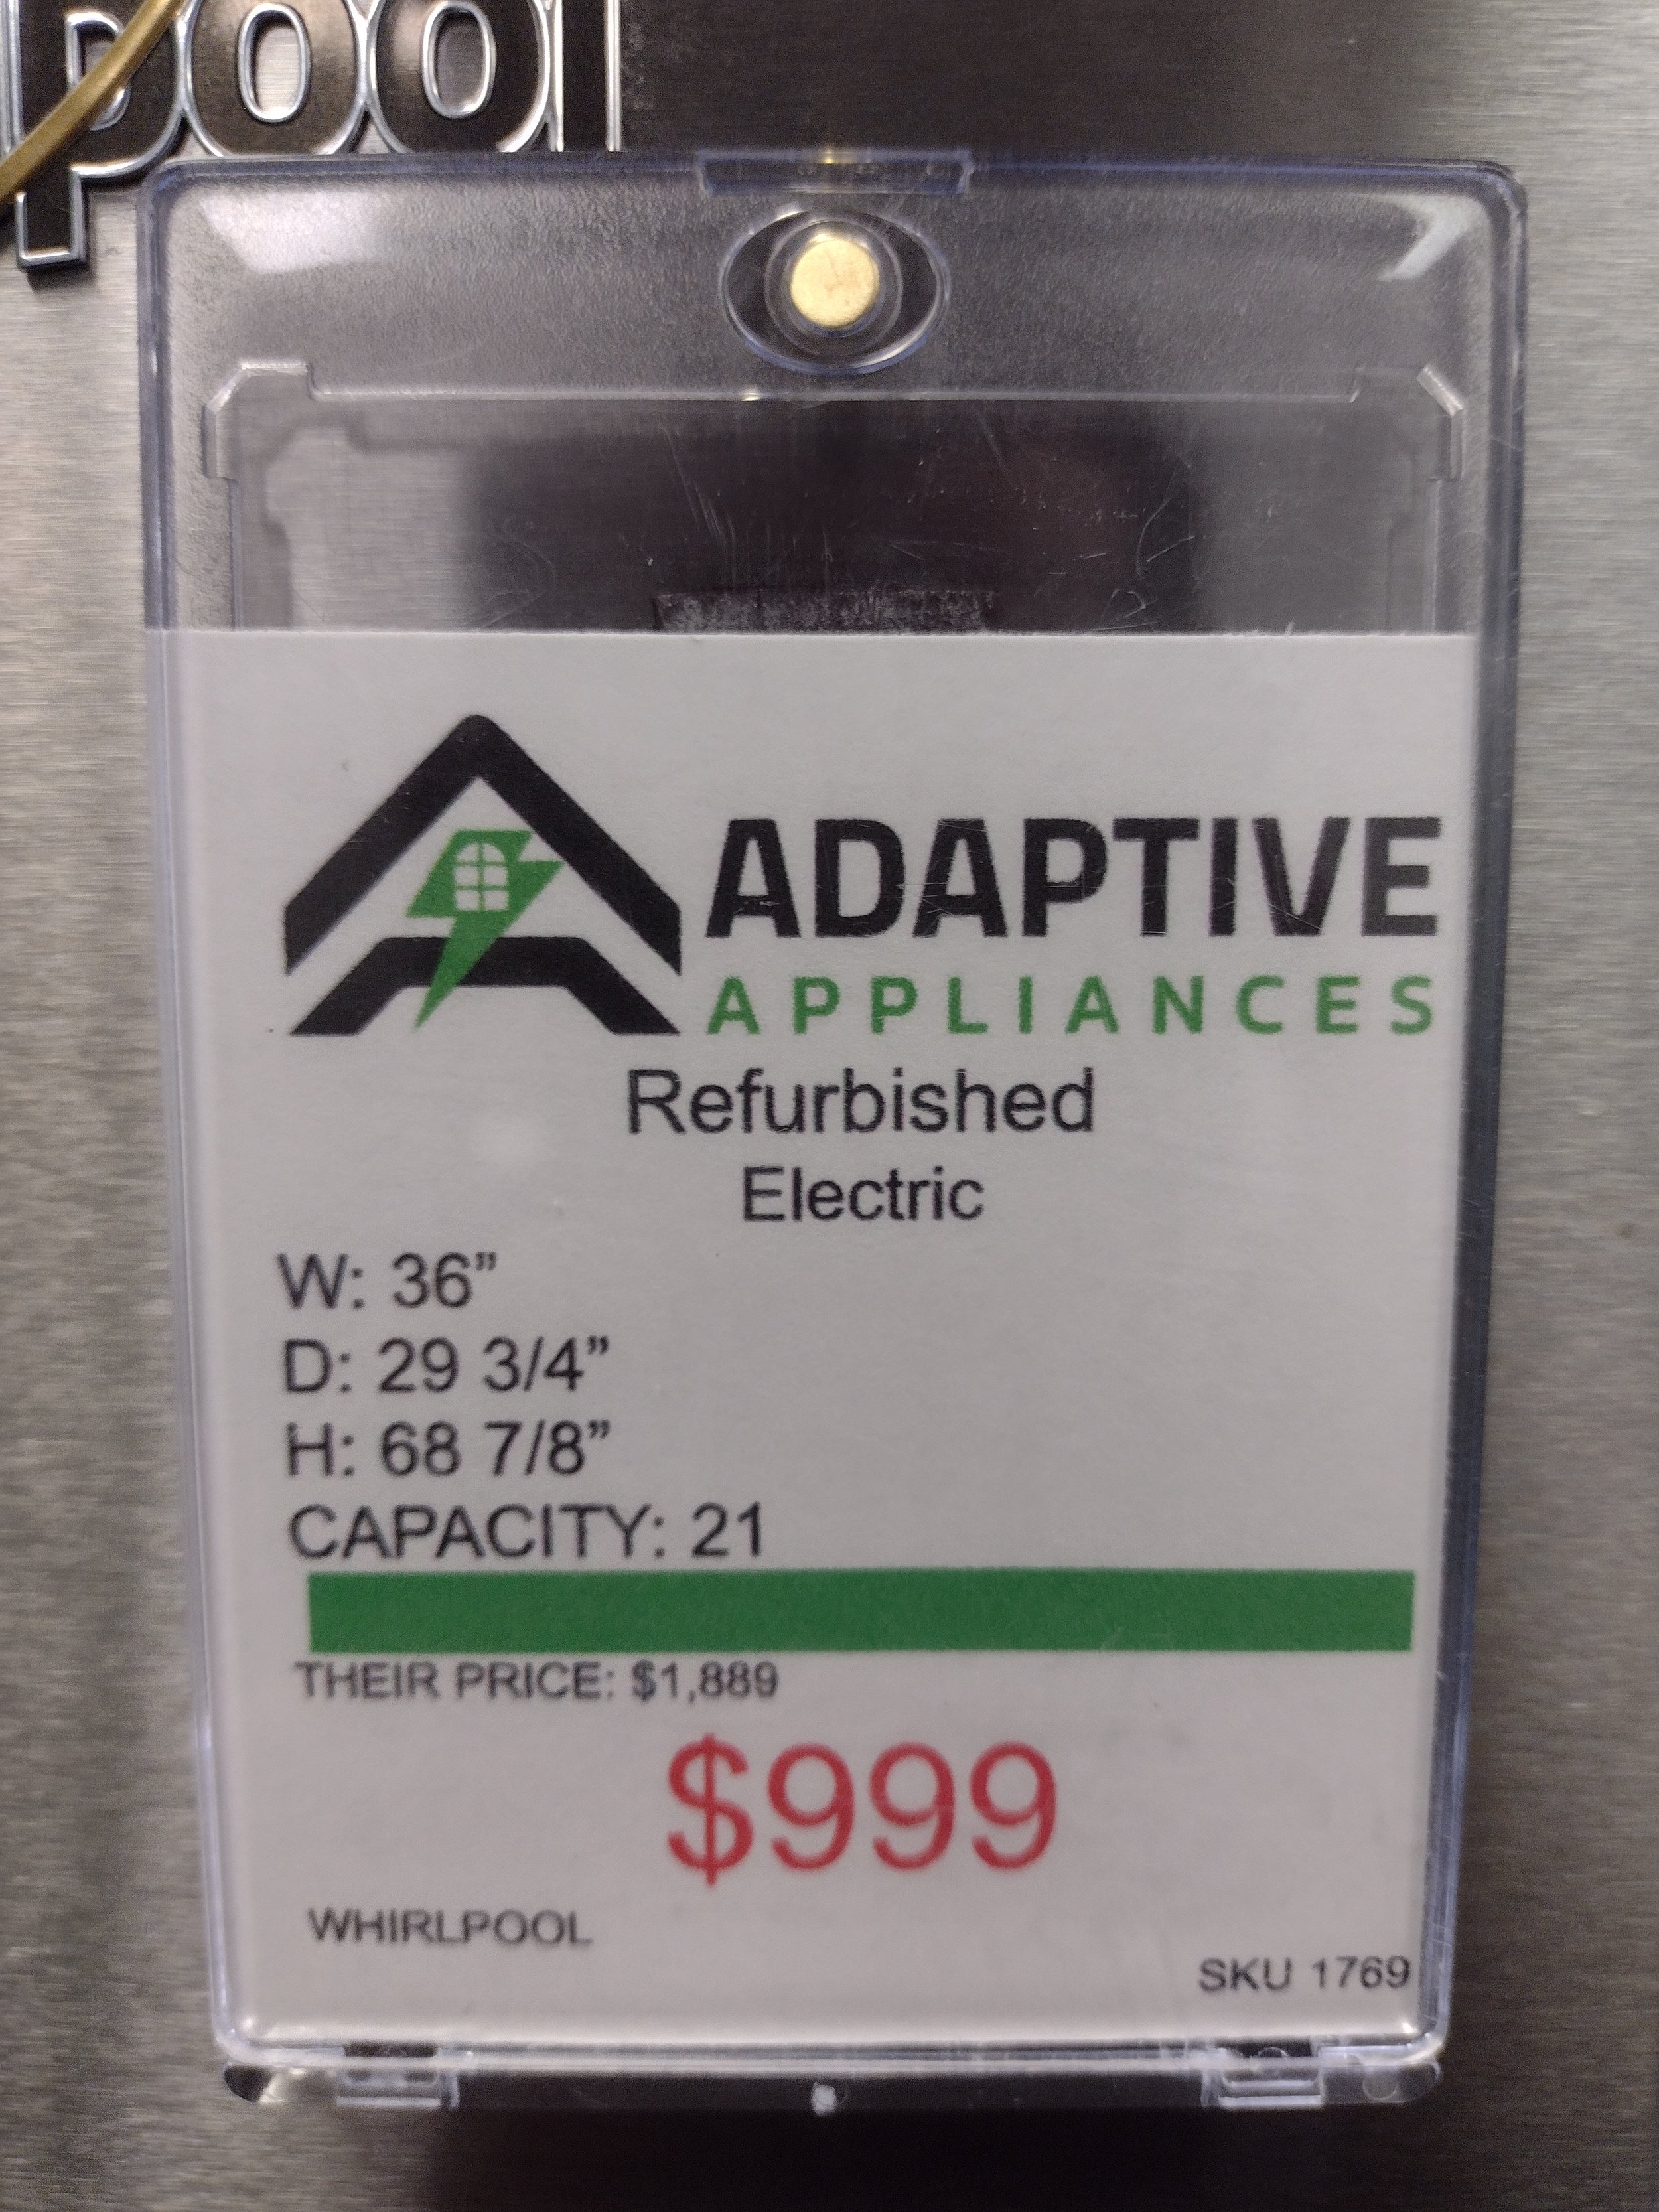 pool
ADAPTIVE
APPLIANCES
Refurbished
Electric
W: 36”
D: 29 3/4”
H: 68 7/8”
CAPACITY: 21
THEIR PRICE: $1,889
$999
WHIRLPOOL
SKU 1769